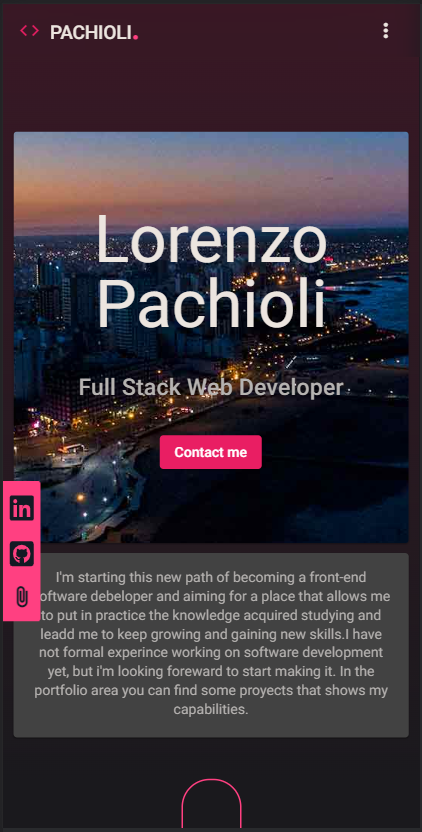 <> PACHIOLI.
Lorenzo
Pachioli
Full Stack Web Developer
Contact me
in
I'm starting this new path of becoming a front-end
oftware debeloper and aiming for a place that allows me
to put in practice the knowledge acquired studying and
leadd me to keep growing and gaining new skills.I have
not formal experince working on software development
yet, but i'm looking foreward to start making it. In the
portfolio area you can find some proyects that shows my
capabilities.